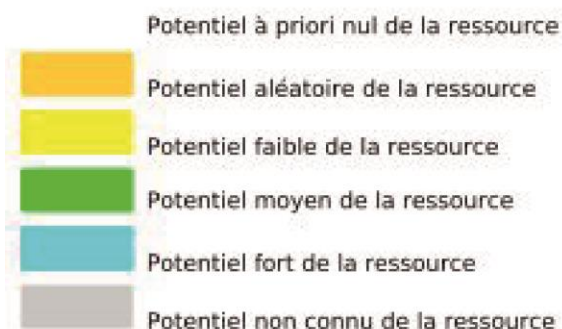 Potentiel à priori nul de la ressource
Potentiel aléatoire de la ressource
Potentiel faible de la ressource
Potentiel moyen de la ressource
Potentiel fort de la ressource
Potentiel non connu de la ressource